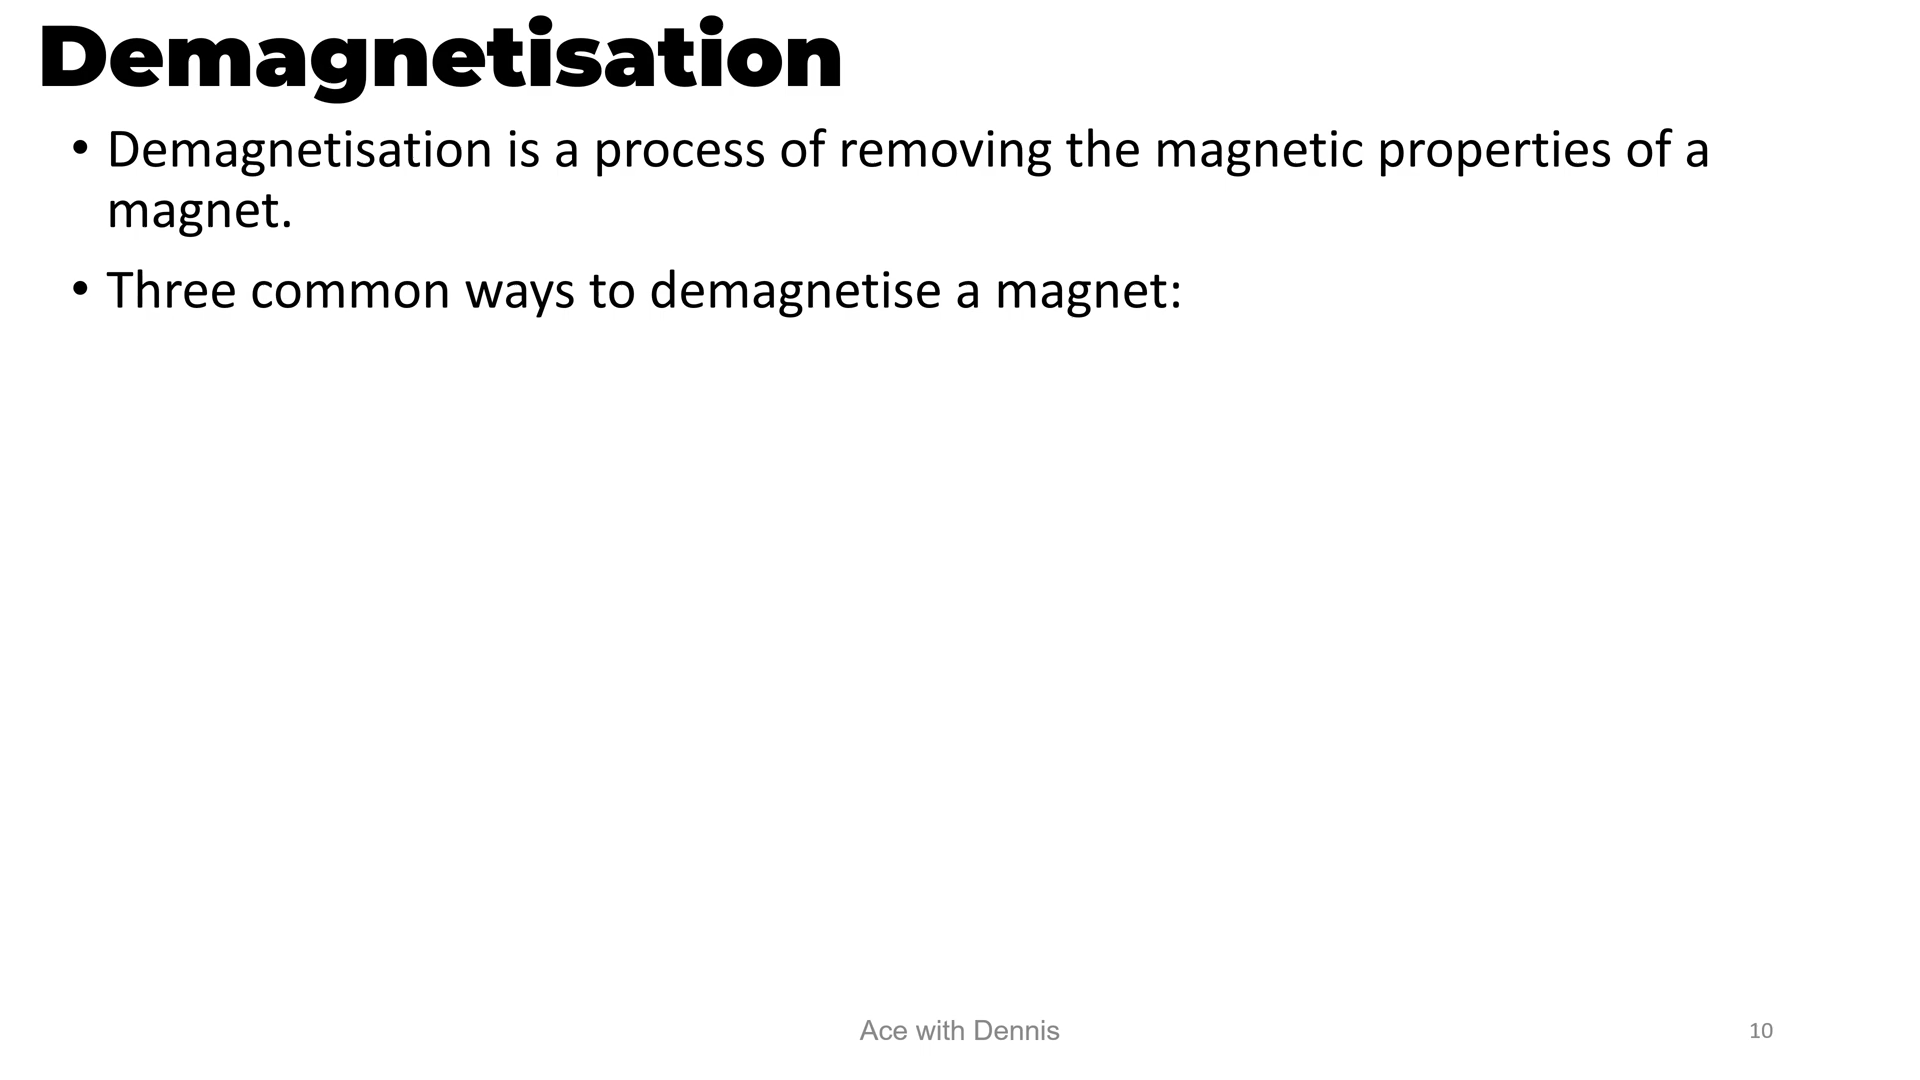 Demagnetisation
• Demagnetisation is a process of removing the magnetic properties of a
magnet.
• Three common ways to demagnetise a magnet:
Ace with Dennis
10